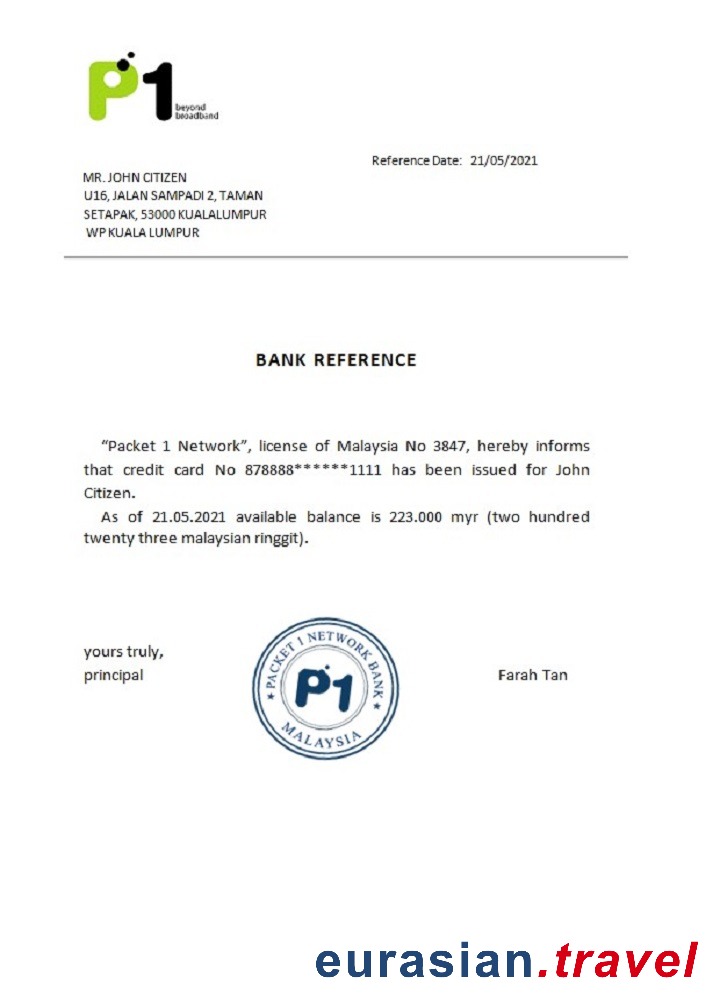 P1
beyond
broadband
Reference Date: 21/05/2021
MR. JOHN CITIZEN
U16, JALAN SAMPADI 2, TAMAN
SETAPAK, 53000 KUALALUMPUR
WP KUALA LUMPUR
BANK REFERENCE
“Packet 1 Network”, license of Malaysia No 3847, hereby informs
that credit card No 878888******1111 has been issued for John
Citizen.
As of 21.05.2021 available balance is 223.000 myr (two hundred
twenty three malaysian ringgit).
yours truly,
principal
PACKET 1 NETWORK BANK
P1
MALAYSIA
Farah Tan
eurasian.travel